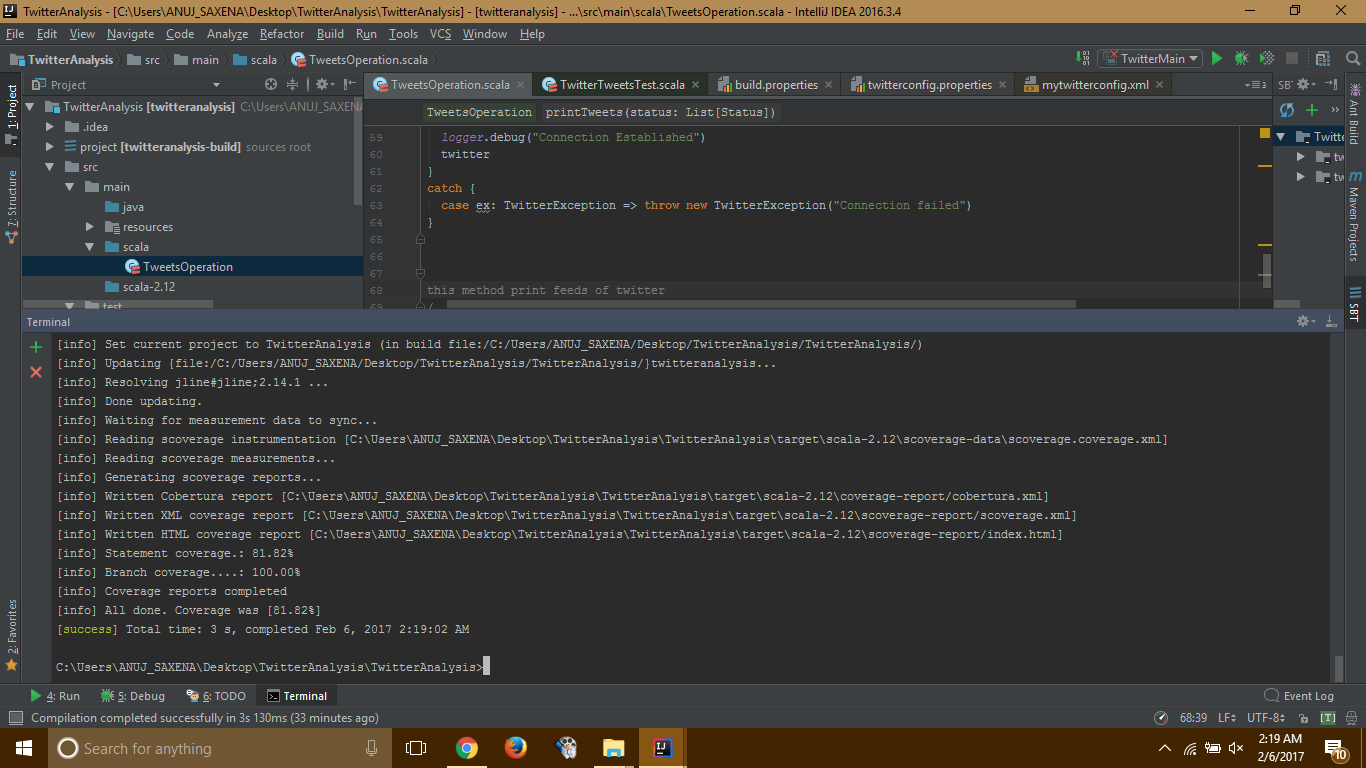 TwitterAnalysis - [C:\Users\ANUJ_SAXENA\Desktop\TwitterAnalysis\TwitterAnalysis] - [twitteranalysis] - ...\src\main\scala\TweetsOperation.scala - IntelliJ IDEA 2016.3.4
File Edit View Navigate Code Analyze Refactor Build Run Tools VCS Window Help
TwitterAnalysis src main scala TweetsOperation.scala TwitterMain
Project TweetsOperation.scala TwitterTweetsTest.scala build.properties twitterconfig.properties mytwitterconfig.xml SBT
TwitterAnalysis [twitteranalysis] C:\Users\ANUJ_SAXENA
.idea
project [twitteranalysis-build] sources root
src
main
java
resources
scala
TweetsOperation
scala-2.12
test
TweetsOperation printTweets(status: List[Status])
59 logger.debug("Connection Established")
60 twitter
61 }
62 catch {
63 case ex: TwitterException => throw new TwitterException("Connection failed")
64 }
65
66
67
68 this method print feeds of twitter
69 /
Twitte
tw
tw
1: Project
7: Structure
2: Favorites
Ant Build
Maven Projects
SBT
Terminal
[info] Set current project to TwitterAnalysis (in build file:/C:/Users/ANUJ_SAXENA/Desktop/TwitterAnalysis/TwitterAnalysis/)
[info] Updating {file:/C:/Users/ANUJ_SAXENA/Desktop/TwitterAnalysis/TwitterAnalysis/}twitteranalysis...
[info] Resolving jline#jline;2.14.1 ...
[info] Done updating.
[info] Waiting for measurement data to sync...
[info] Reading scoverage instrumentation [C:\Users\ANUJ_SAXENA\Desktop\TwitterAnalysis\TwitterAnalysis\target\scala-2.12\scoverage-data\scoverage.coverage.xml]
[info] Reading scoverage measurements...
[info] Generating scoverage reports...
[info] Written Cobertura report [C:\Users\ANUJ_SAXENA\Desktop\TwitterAnalysis\TwitterAnalysis\target\scala-2.12\coverage-report/cobertura.xml]
[info] Written XML coverage report [C:\Users\ANUJ_SAXENA\Desktop\TwitterAnalysis\TwitterAnalysis\target\scala-2.12\scoverage-report/scoverage.xml]
[info] Written HTML coverage report [C:\Users\ANUJ_SAXENA\Desktop\TwitterAnalysis\TwitterAnalysis\target\scala-2.12\scoverage-report/index.html]
[info] Statement coverage.: 81.82%
[info] Branch coverage....: 100.00%
[info] Coverage reports completed
[info] All done. Coverage was [81.82%]
[success] Total time: 3 s, completed Feb 6, 2017 2:19:02 AM
C:\Users\ANUJ_SAXENA\Desktop\TwitterAnalysis\TwitterAnalysis>
4: Run 5: Debug 6: TODO Terminal Event Log
Compilation completed successfully in 3s 130ms (33 minutes ago) 68:39 LF UTF-8 [T]
Search for anything
2:19 AM
2/6/2017
10